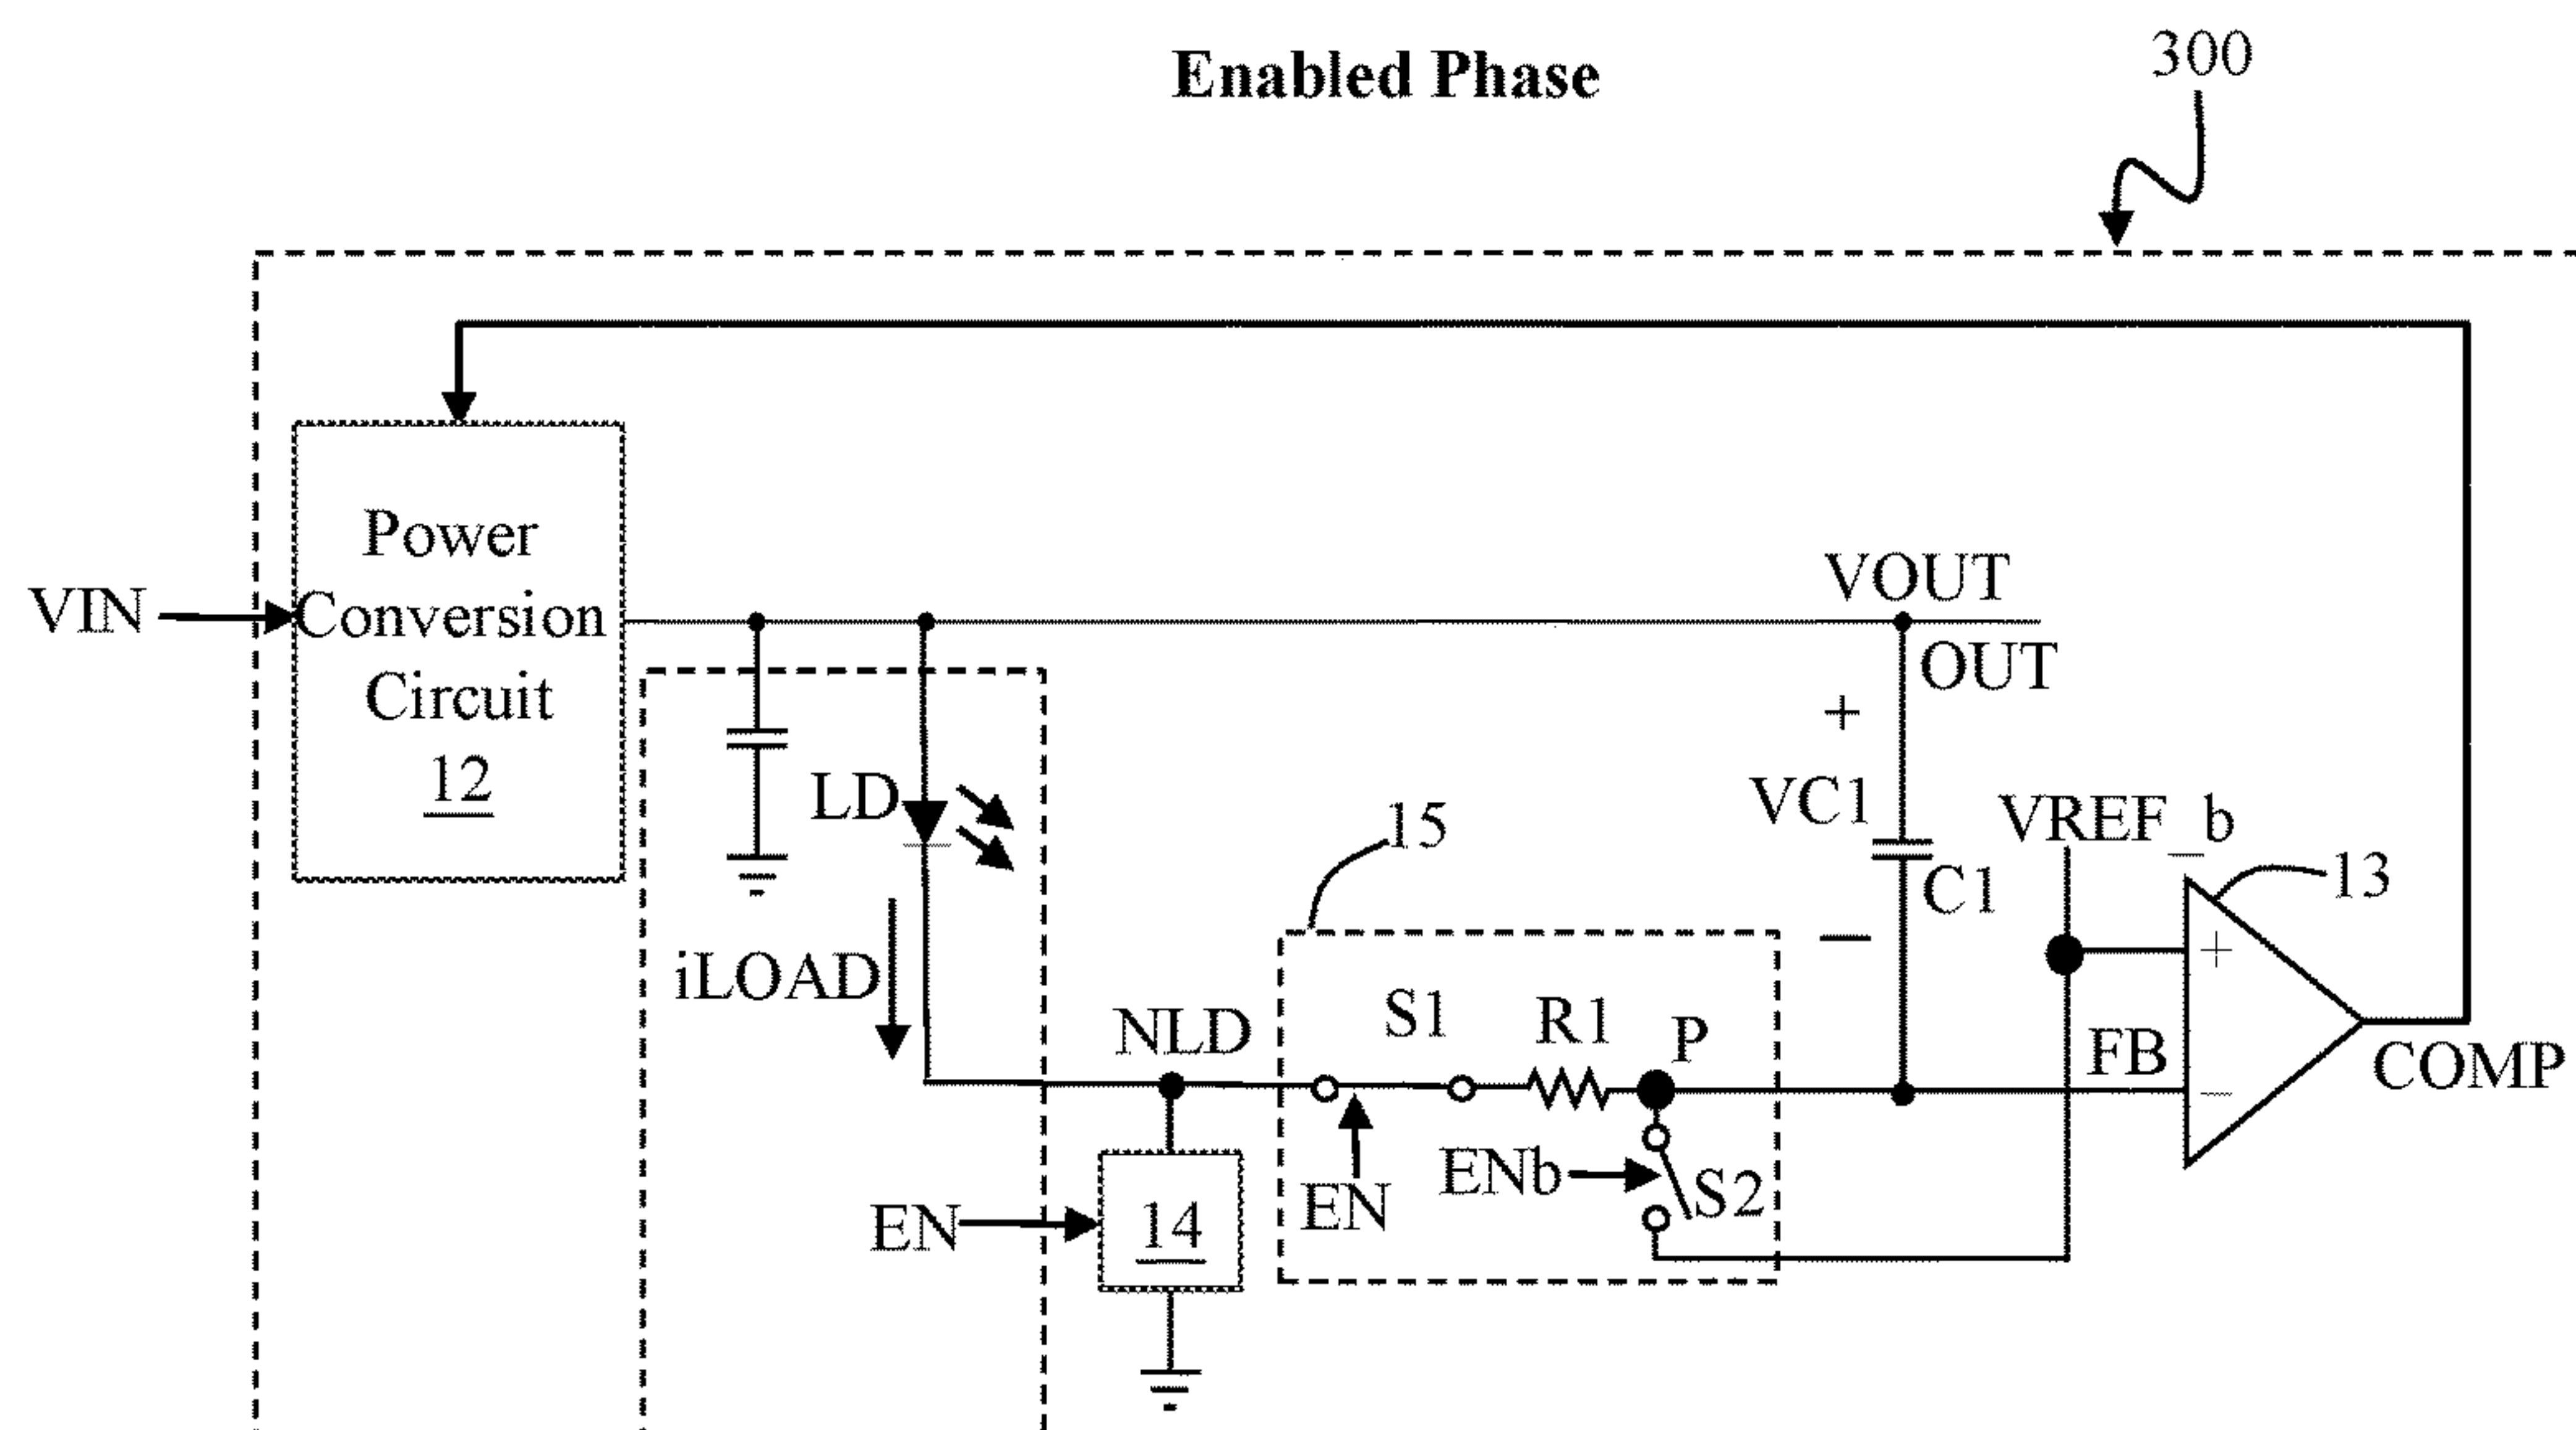 Enabled Phase
300
Power
Conversion
Circuit
12
VIN
VOUT
OUT
+
VC1
C1
−
VREF_b
13
LD
15
iLOAD
NLD
S1
R1
P
FB
+
−
COMP
EN
14
EN
ENb
S2